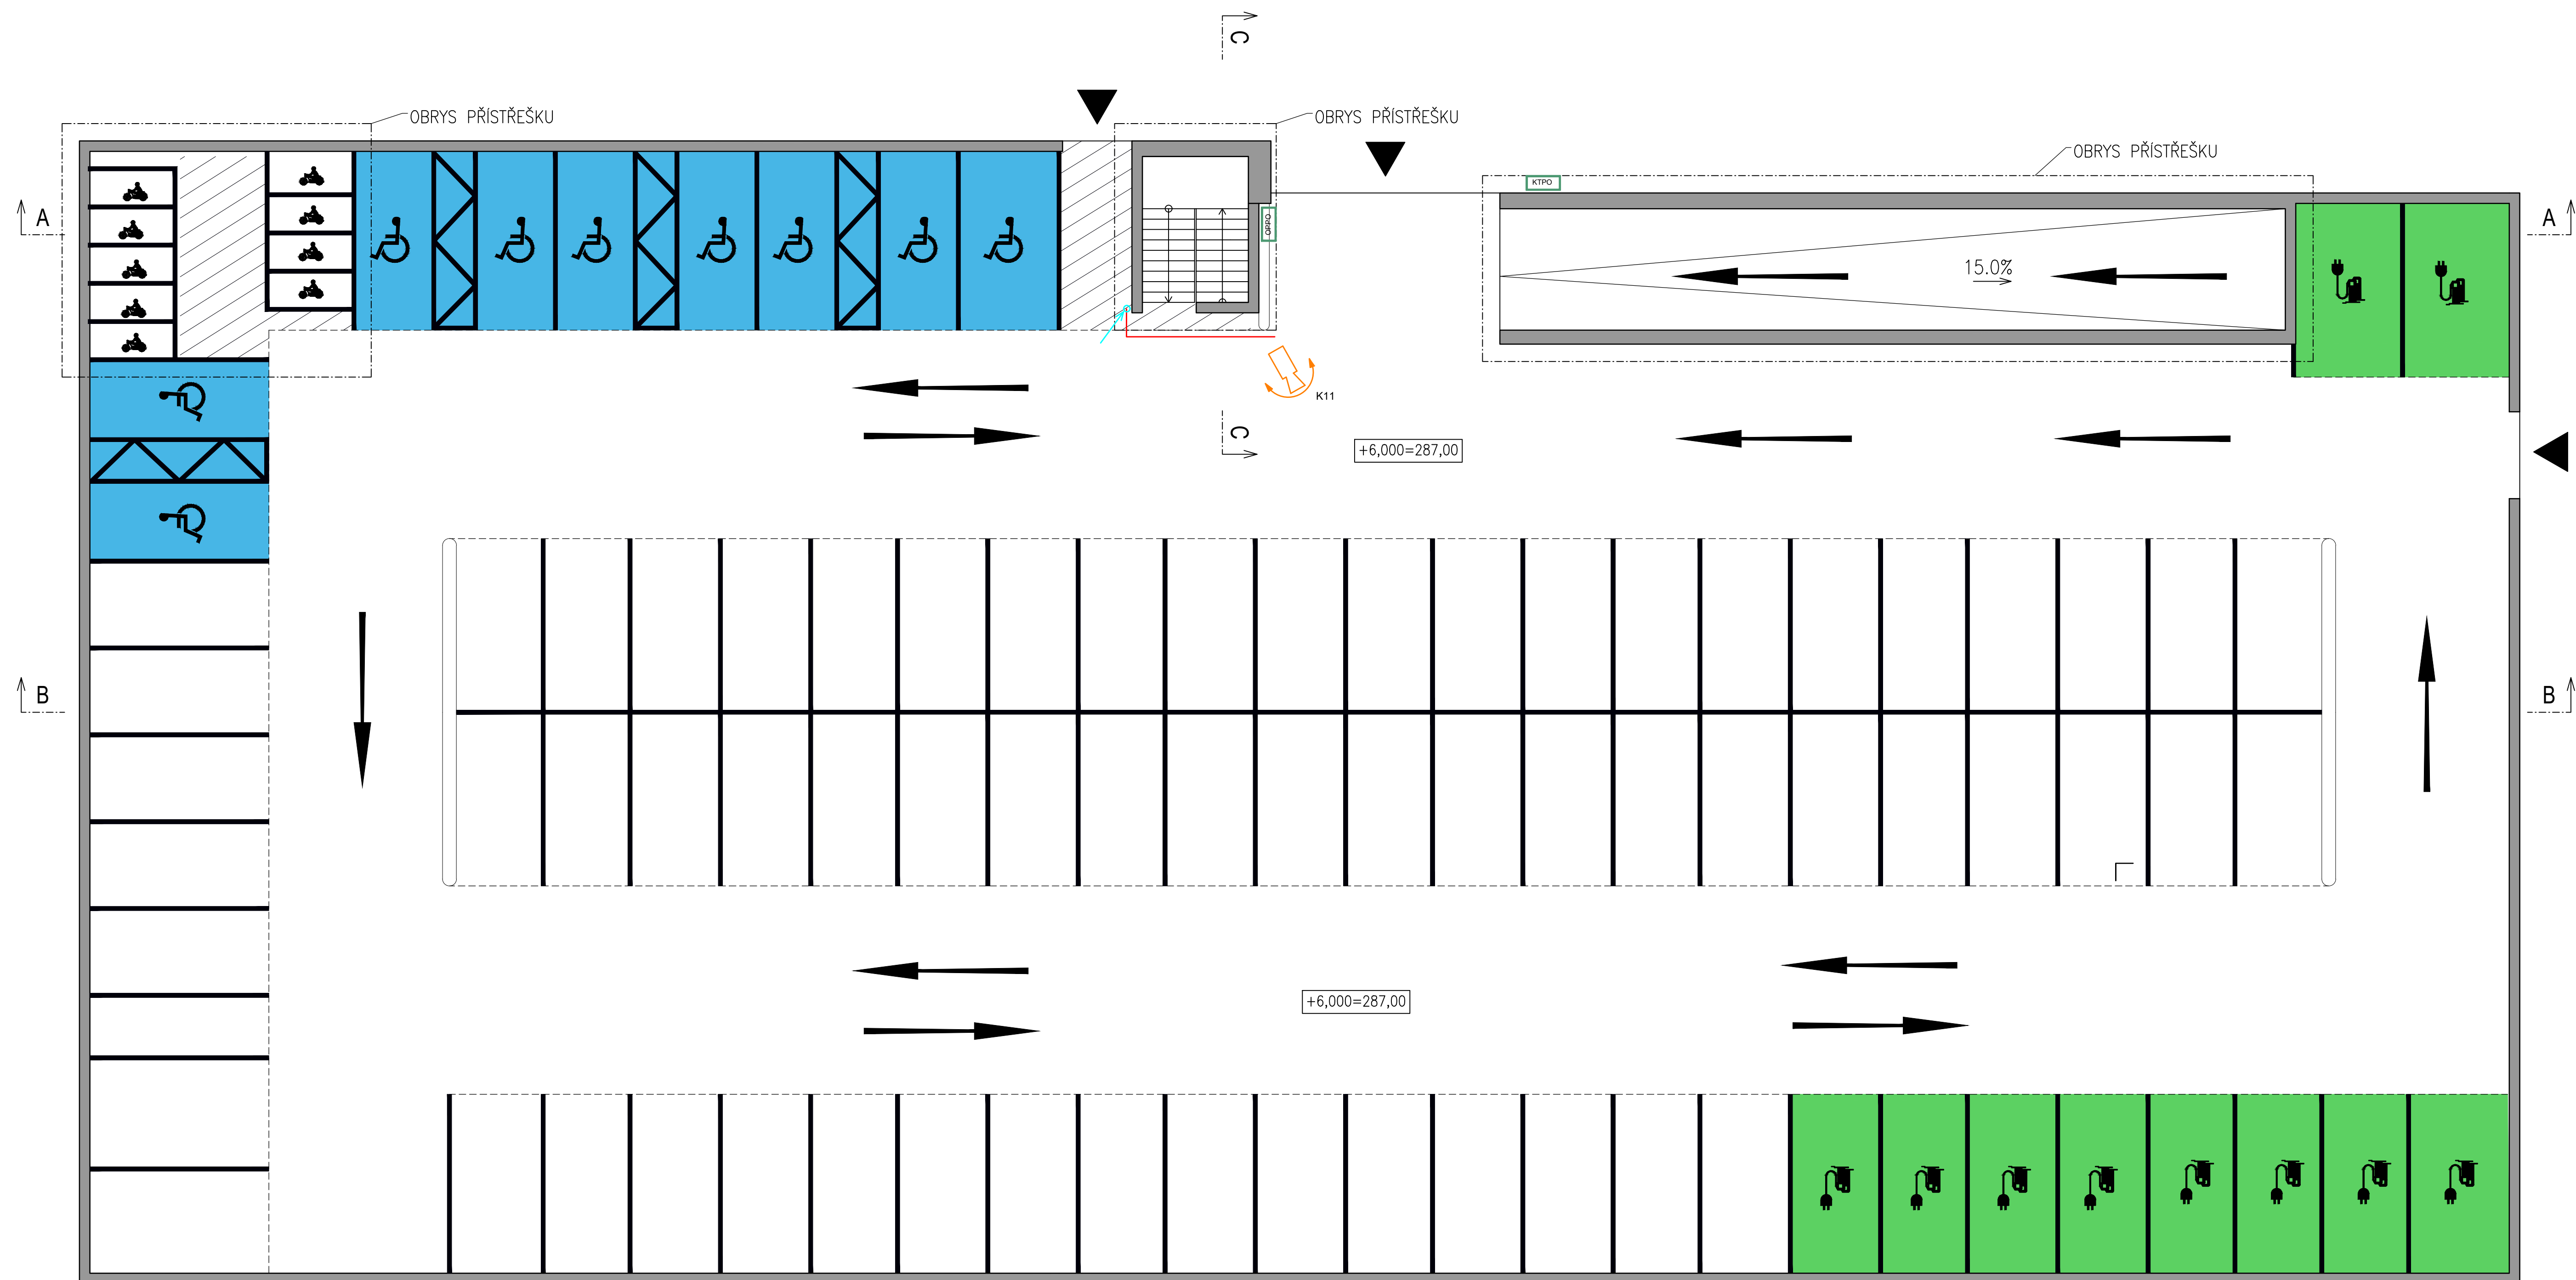 C
OBRYS PŘÍSTŘEŠKU
OBRYS PŘÍSTŘEŠKU
OBRYS PŘÍSTŘEŠKU
KTPO
A
OPPO
A
15.0%
K11
C
+6,000=287,00
B
B
+6,000=287,00